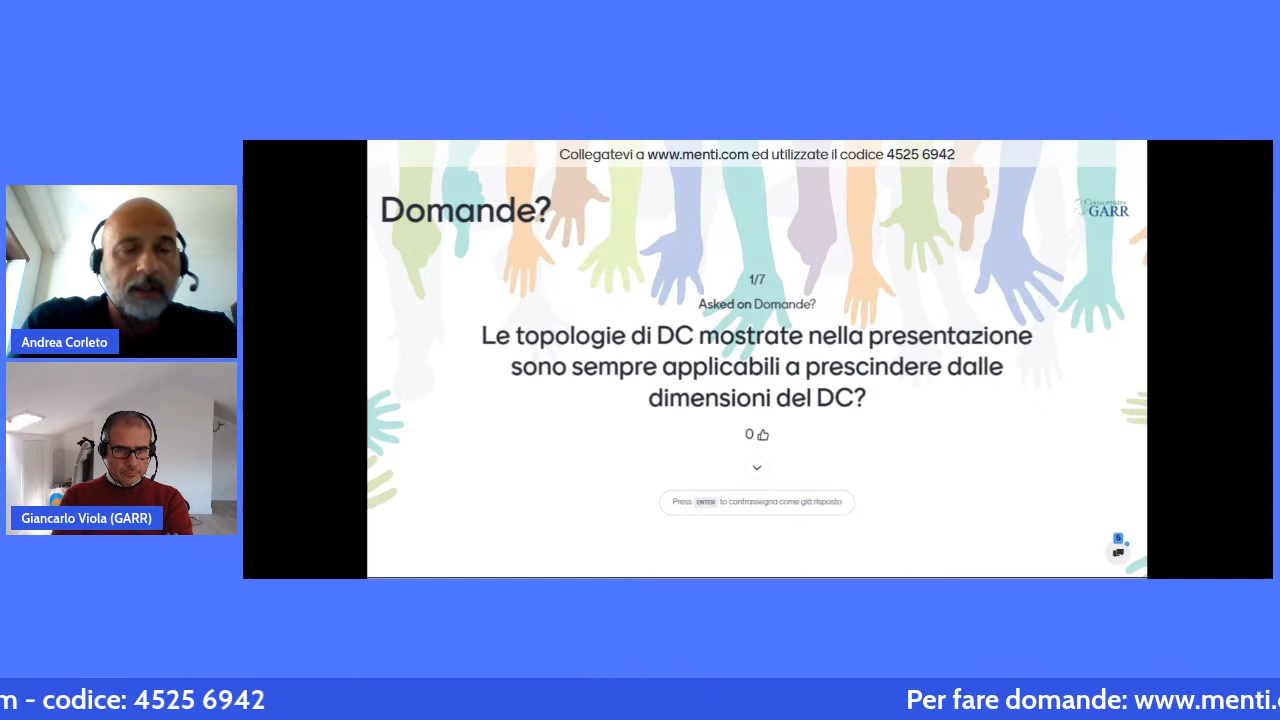 Collegatevi a www.menti.com ed utilizzate il codice 4525 6942
Domande?
CONSORTIUM
GARR
1/7
Asked on Domande?
Le topologie di DC mostrate nella presentazione
sono sempre applicabili a prescindere dalle
dimensioni del DC?
0
Press ENTER to contrassegna come già risposto
5
Andrea Corleto
Giancarlo Viola (GARR)
m - codice: 4525 6942
Per fare domande: www.menti.c